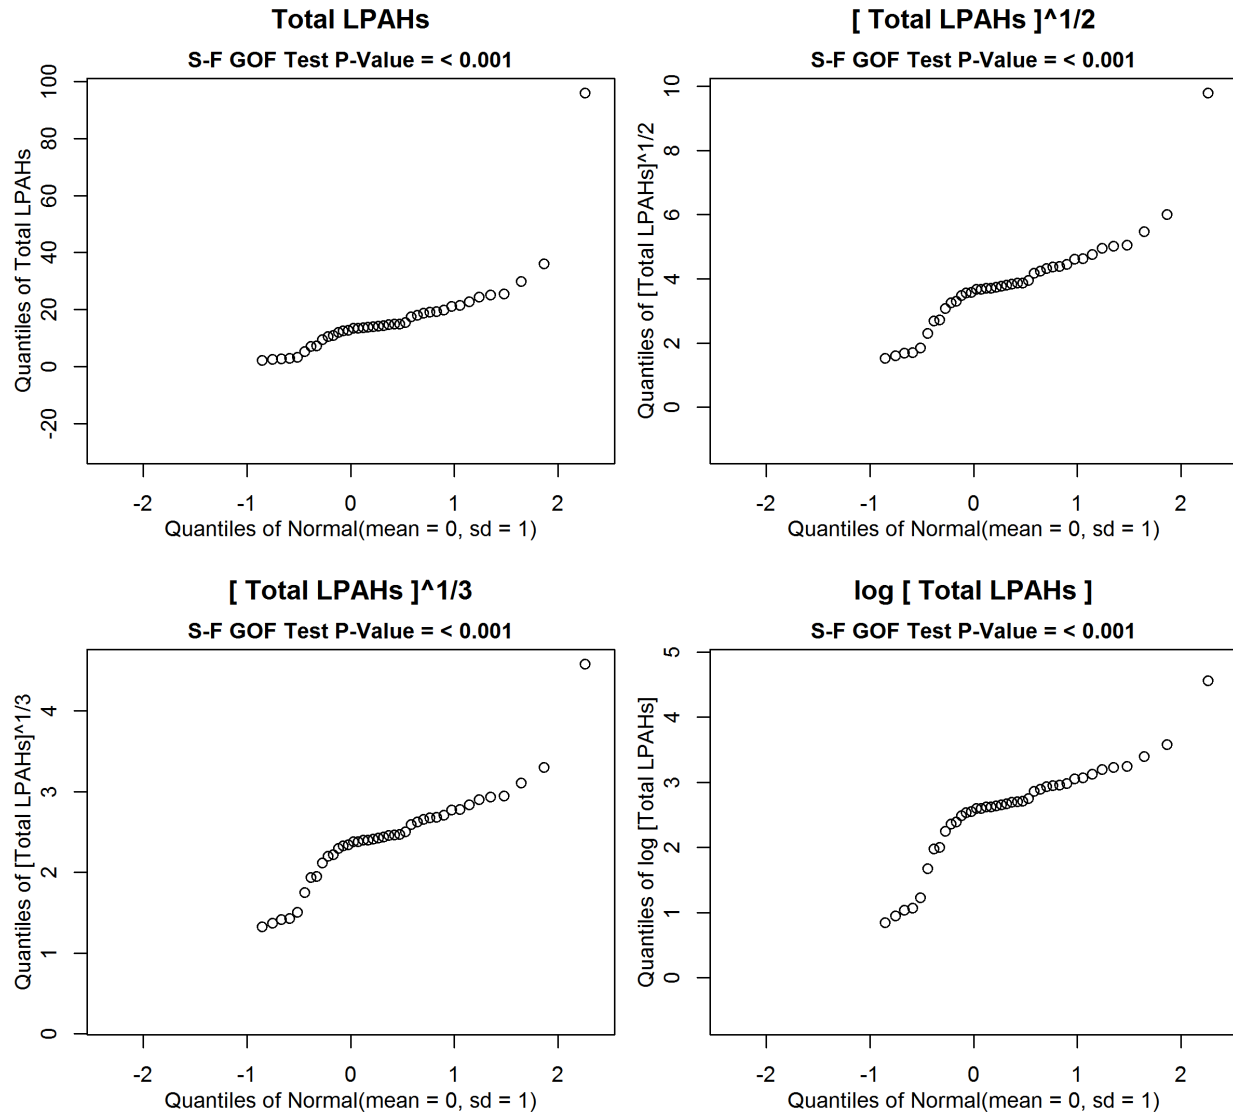 Total LPAHs
S-F GOF Test P-Value = < 0.001
Quantiles of Total LPAHs
100
80
60
40
20
0
-20
-2 -1 0 1 2
Quantiles of Normal(mean = 0, sd = 1)
[ Total LPAHs ]^1/2
S-F GOF Test P-Value = < 0.001
Quantiles of [Total LPAHs]^1/2
10
8
6
4
2
0
-2 -1 0 1 2
Quantiles of Normal(mean = 0, sd = 1)
[ Total LPAHs ]^1/3
S-F GOF Test P-Value = < 0.001
Quantiles of [Total LPAHs]^1/3
4
3
2
1
0
-2 -1 0 1 2
Quantiles of Normal(mean = 0, sd = 1)
log [ Total LPAHs ]
S-F GOF Test P-Value = < 0.001
Quantiles of log [Total LPAHs]
5
4
3
2
1
0
-2 -1 0 1 2
Quantiles of Normal(mean = 0, sd = 1)